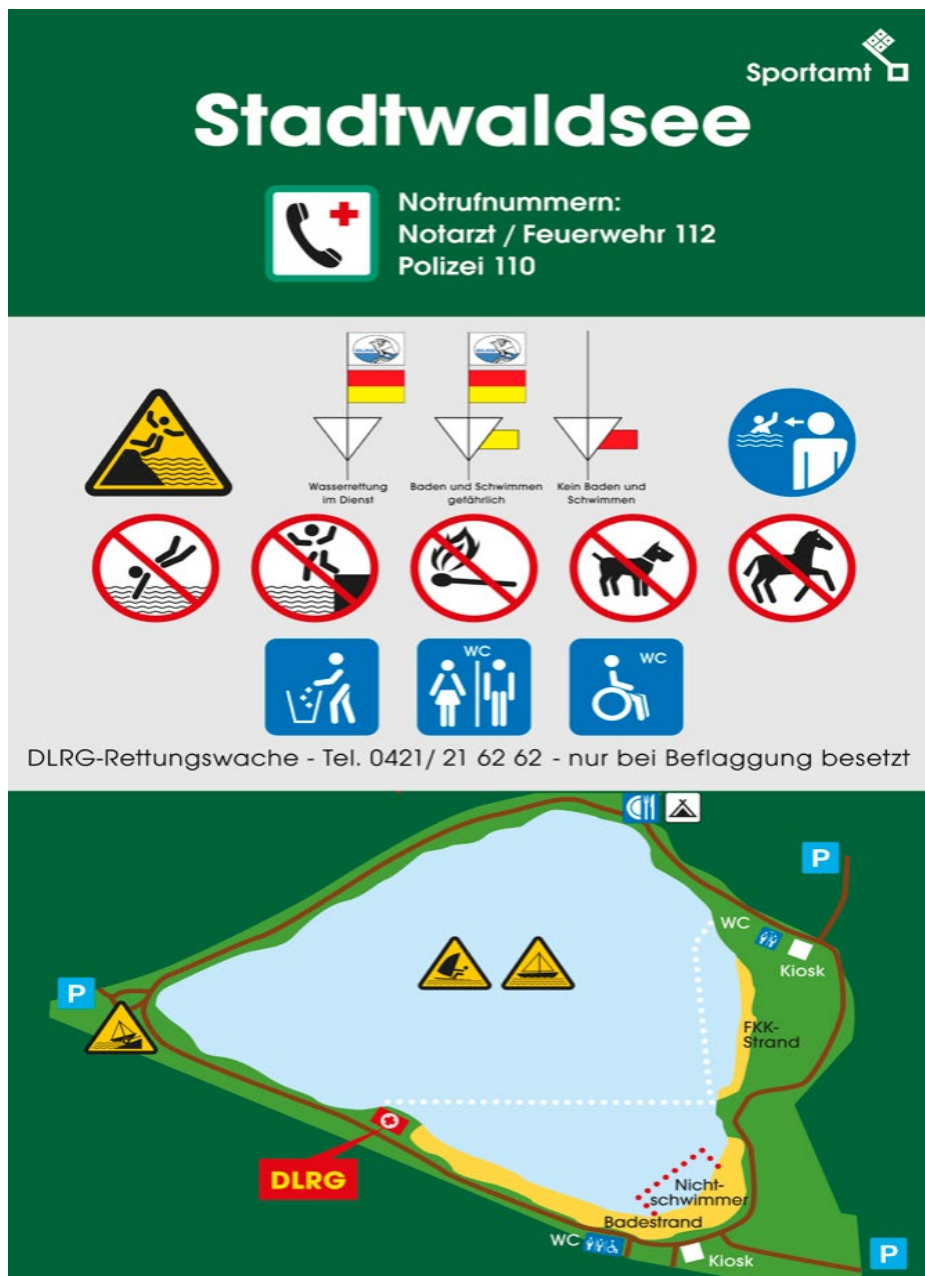 Sportamt
Stadtwaldsee
Notrufnummern:
Notarzt / Feuerwehr 112
Polizei 110
Wasserrettung
im Dienst
Baden und Schwimmen
gefährlich
Kein Baden und
Schwimmen
WC
WC
DLRG-Rettungswache - Tel. 0421/ 21 62 62 - nur bei Beflaggung besetzt
P
WC
Kiosk
P
FKK-
Strand
DLRG
Nicht-
schwimmer
Badestrand
WC
Kiosk
P